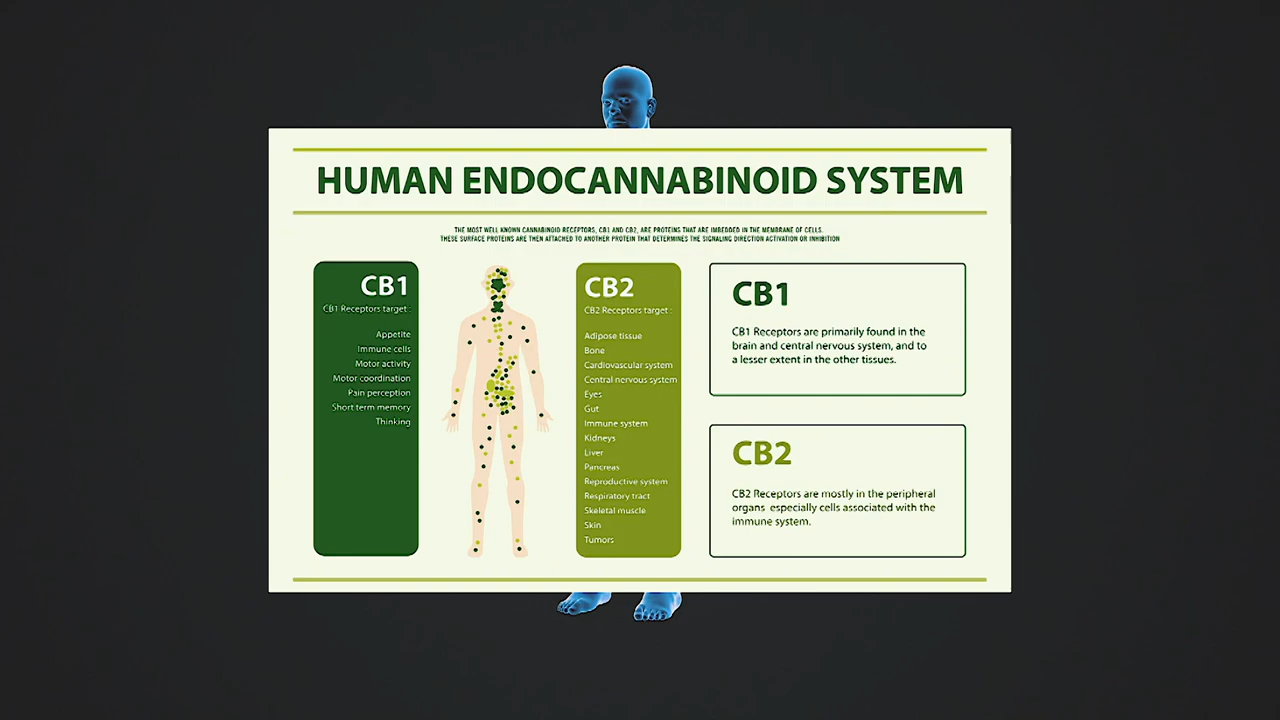 HUMAN ENDOCANNABINOID SYSTEM
THE MOST WELL KNOWN CANNABINOID RECEPTORS, CB1 AND CB2, ARE PROTEINS THAT ARE IMBEDDED IN THE MEMBRANE OF CELLS.
THESE SURFACE PROTEINS ARE THEN ATTACHED TO ANOTHER PROTEIN THAT DETERMINES THE SIGNALING DIRECTION ACTIVATION OR INHIBITION
CB1
CB1 Receptors target :
Appetite
Immune cells
Motor activity
Motor coordination
Pain perception
Short term memory
Thinking
CB2
CB2 Receptors target :
Adipose tissue
Bone
Cardiovascular system
Central nervous system
Eyes
Gut
Immune system
Kidneys
Liver
Pancreas
Reproductive system
Respiratory tract
Skeletal muscle
Skin
Tumors
CB1
CB1 Receptors are primarily found in the
brain and central nervous system, and to
a lesser extent in the other tissues.
CB2
CB2 Receptors are mostly in the peripheral
organs especially cells associated with the
immune system.